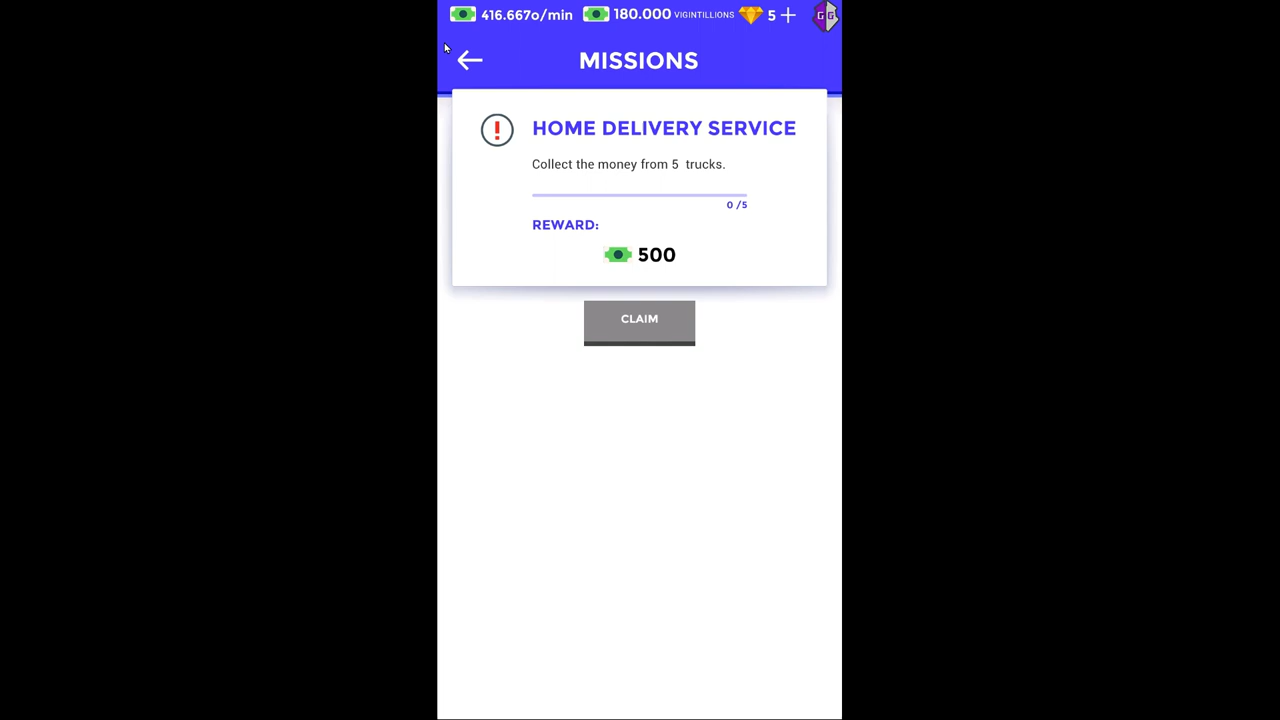 416.667o/min 180.000 VIGINTILLIONS 5 GG
MISSIONS
HOME DELIVERY SERVICE
Collect the money from 5 trucks.
0 /5
REWARD:
500
CLAIM